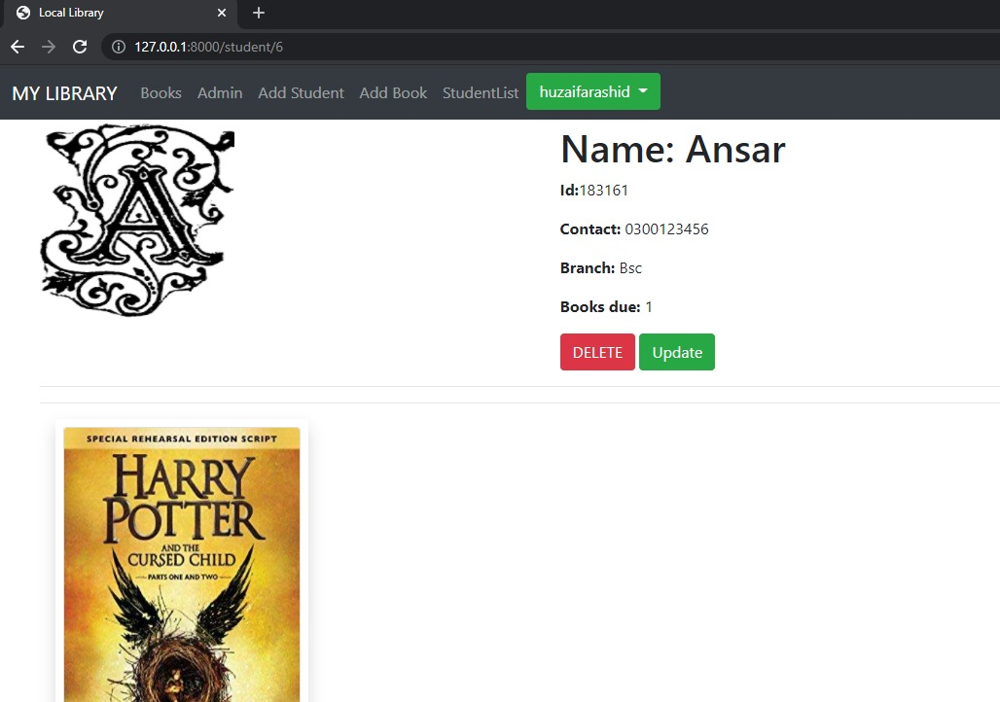 Local Library
127.0.0.1:8000/student/6
MY LIBRARY Books Admin Add Student Add Book StudentList huzaifarashid
A
Name: Ansar
Id:183161
Contact: 0300123456
Branch: Bsc
Books due: 1
DELETE Update
SPECIAL REHEARSAL EDITION SCRIPT
HARRY
POTTER
AND THE
CURSED CHILD
PARTS ONE AND TWO